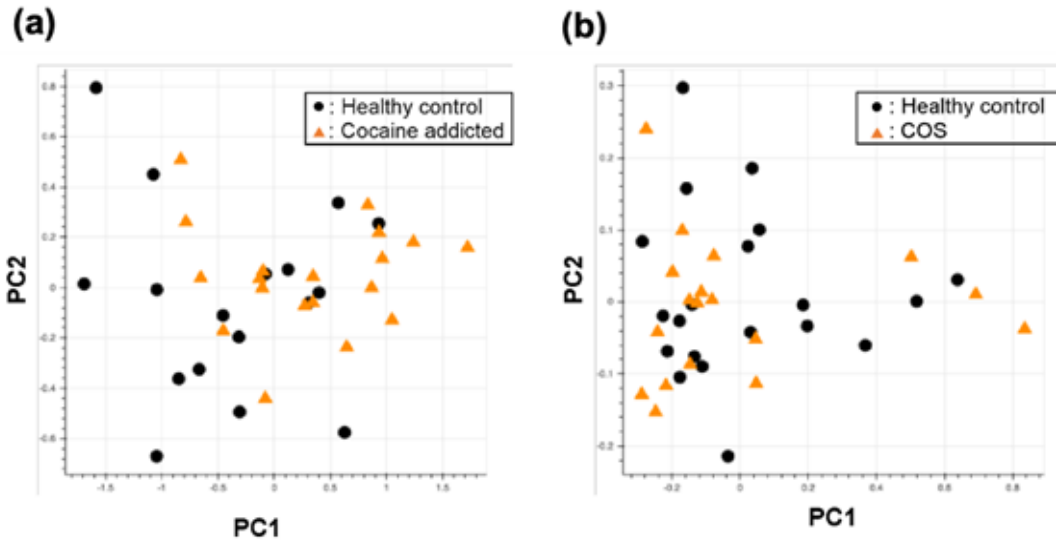 (a)
(b)
: Healthy control
: Cocaine addicted
: Healthy control
: COS
0.8
0.6
0.4
0.2
0
-0.2
-0.4
-0.6
PC2
-1.5
-1
-0.5
0
0.5
1
1.5
PC1
0.3
0.2
0.1
0
-0.1
-0.2
PC2
-0.2
0
0.2
0.4
0.6
0.8
PC1